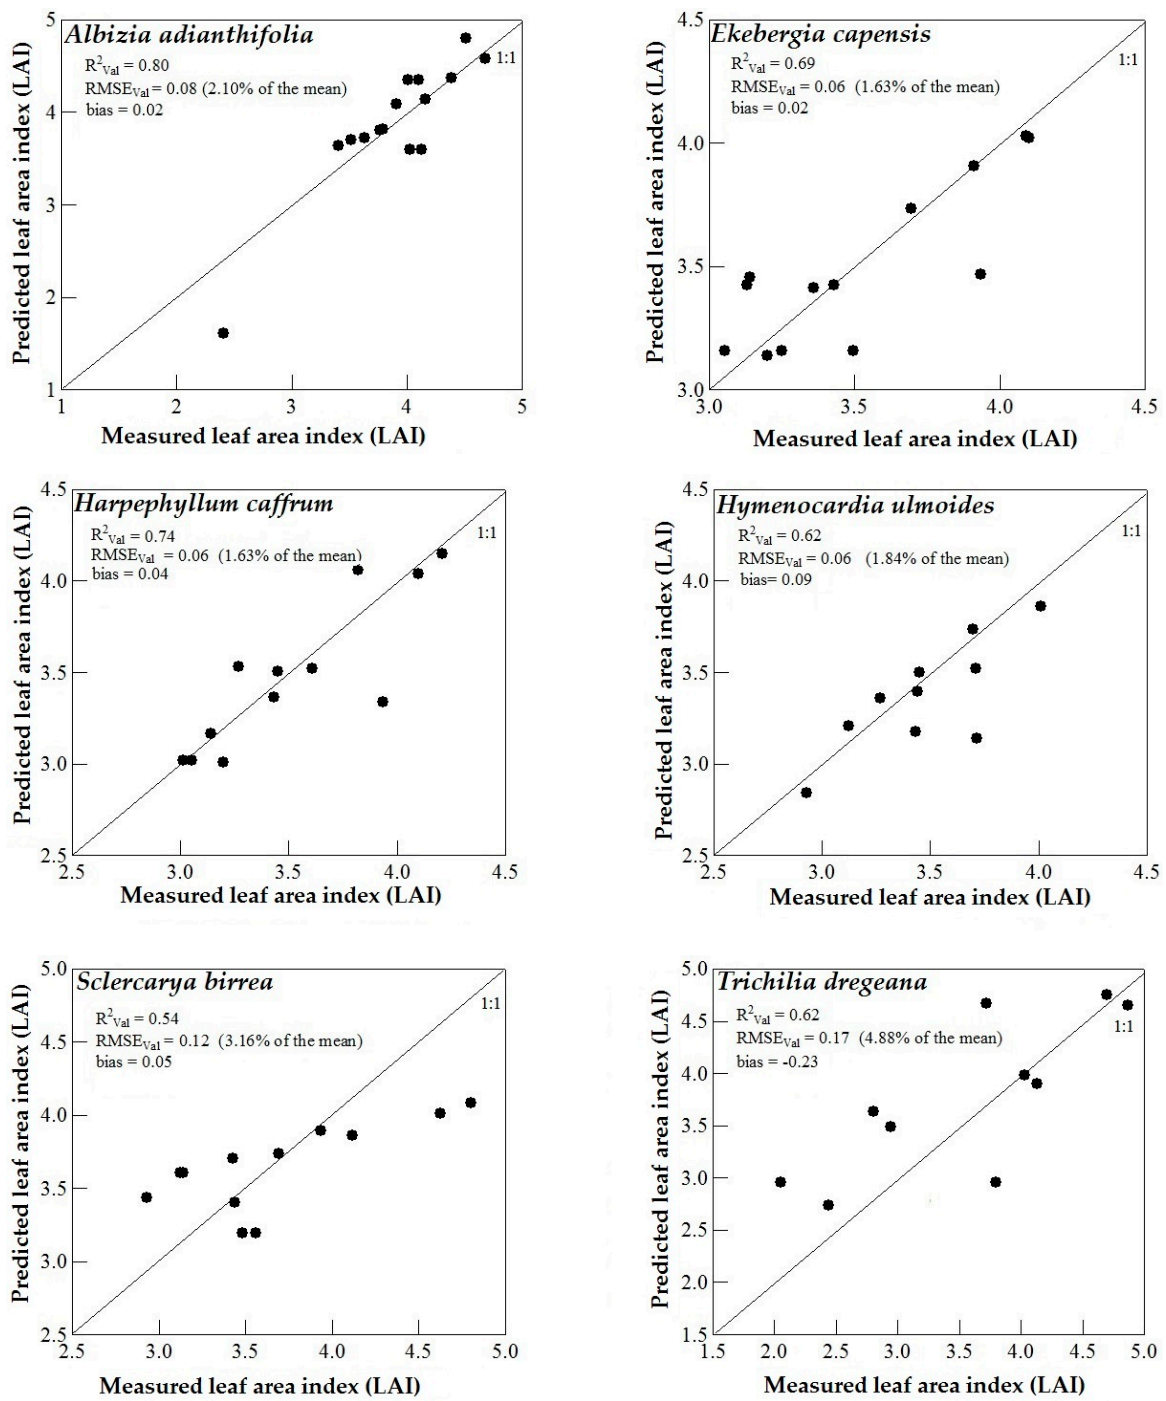 Albizia adianthifolia
R²Val = 0.80
RMSEVal = 0.08 (2.10% of the mean)
bias = 0.02
1:1
5
4
3
2
1
1 2 3 4 5
Predicted leaf area index (LAI)
Measured leaf area index (LAI)
Ekebergia capensis
R²Val = 0.69
RMSEVal = 0.06 (1.63% of the mean)
bias = 0.02
1:1
4.5
4.0
3.5
3.0
3.0 3.5 4.0 4.5
Predicted leaf area index (LAI)
Measured leaf area index (LAI)
Harpephyllum caffrum
R²Val = 0.74
RMSEVal = 0.06 (1.63% of the mean)
bias = 0.04
1:1
4.5
4.0
3.5
3.0
2.5
2.5 3.0 3.5 4.0 4.5
Predicted leaf area index (LAI)
Measured leaf area index (LAI)
Hymenocardia ulmoides
R²Val = 0.62
RMSEVal = 0.06 (1.84% of the mean)
bias= 0.09
1:1
4.5
4.0
3.5
3.0
2.5
2.5 3.0 3.5 4.0 4.5
Predicted leaf area index (LAI)
Measured leaf area index (LAI)
Sclercarya birrea
R²Val = 0.54
RMSEVal = 0.12 (3.16% of the mean)
bias = 0.05
1:1
5.0
4.5
4.0
3.5
3.0
2.5
2.5 3.0 3.5 4.0 4.5 5.0
Predicted leaf area index (LAI)
Measured leaf area index (LAI)
Trichilia dregeana
R²Val = 0.62
RMSEVal = 0.17 (4.88% of the mean)
bias = -0.23
1:1
5.0
4.5
4.0
3.5
3.0
2.5
2.0
1.5
1.5 2.0 2.5 3.0 3.5 4.0 4.5 5.0
Predicted leaf area index (LAI)
Measured leaf area index (LAI)